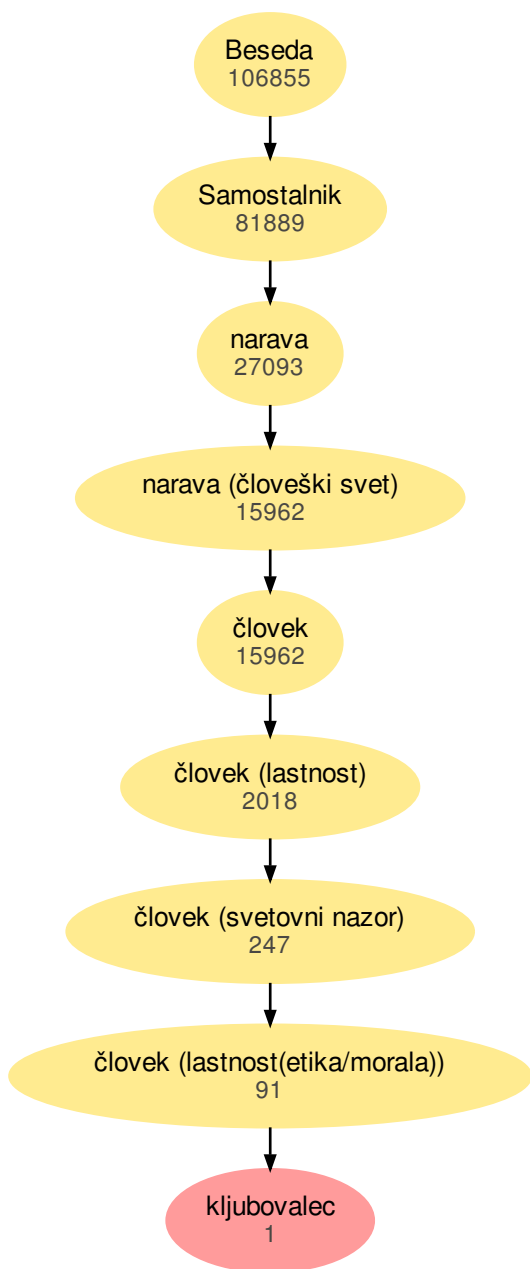 Beseda
106855
Samostalnik
81889
narava
27093
narava (človeški svet)
15962
človek
15962
človek (lastnost)
2018
človek (svetovni nazor)
247
človek (lastnost(etika/morala))
91
kljubovalec
1